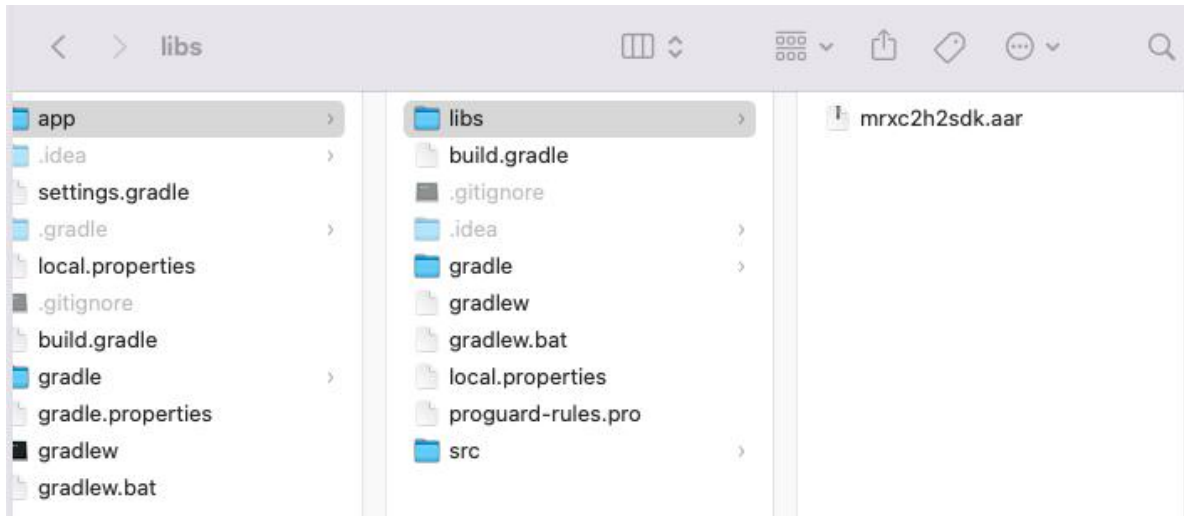 libs
app
.idea
settings.gradle
.gradle
local.properties
.gitignore
build.gradle
gradle
gradle.properties
gradlew
gradlew.bat
libs
build.gradle
.gitignore
.idea
gradle
gradlew
gradlew.bat
local.properties
proguard-rules.pro
src
mrxc2h2sdk.aar